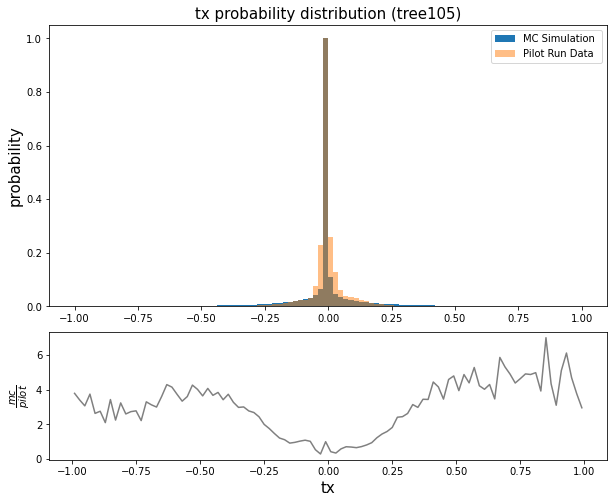 tx probability distribution (tree105)
MC Simulation
Pilot Run Data
probability
1.0
0.8
0.6
0.4
0.2
0.0
−1.00 −0.75 −0.50 −0.25 0.00 0.25 0.50 0.75 1.00
mc
pilot
6
4
2
0
−1.00 −0.75 −0.50 −0.25 0.00 0.25 0.50 0.75 1.00
tx